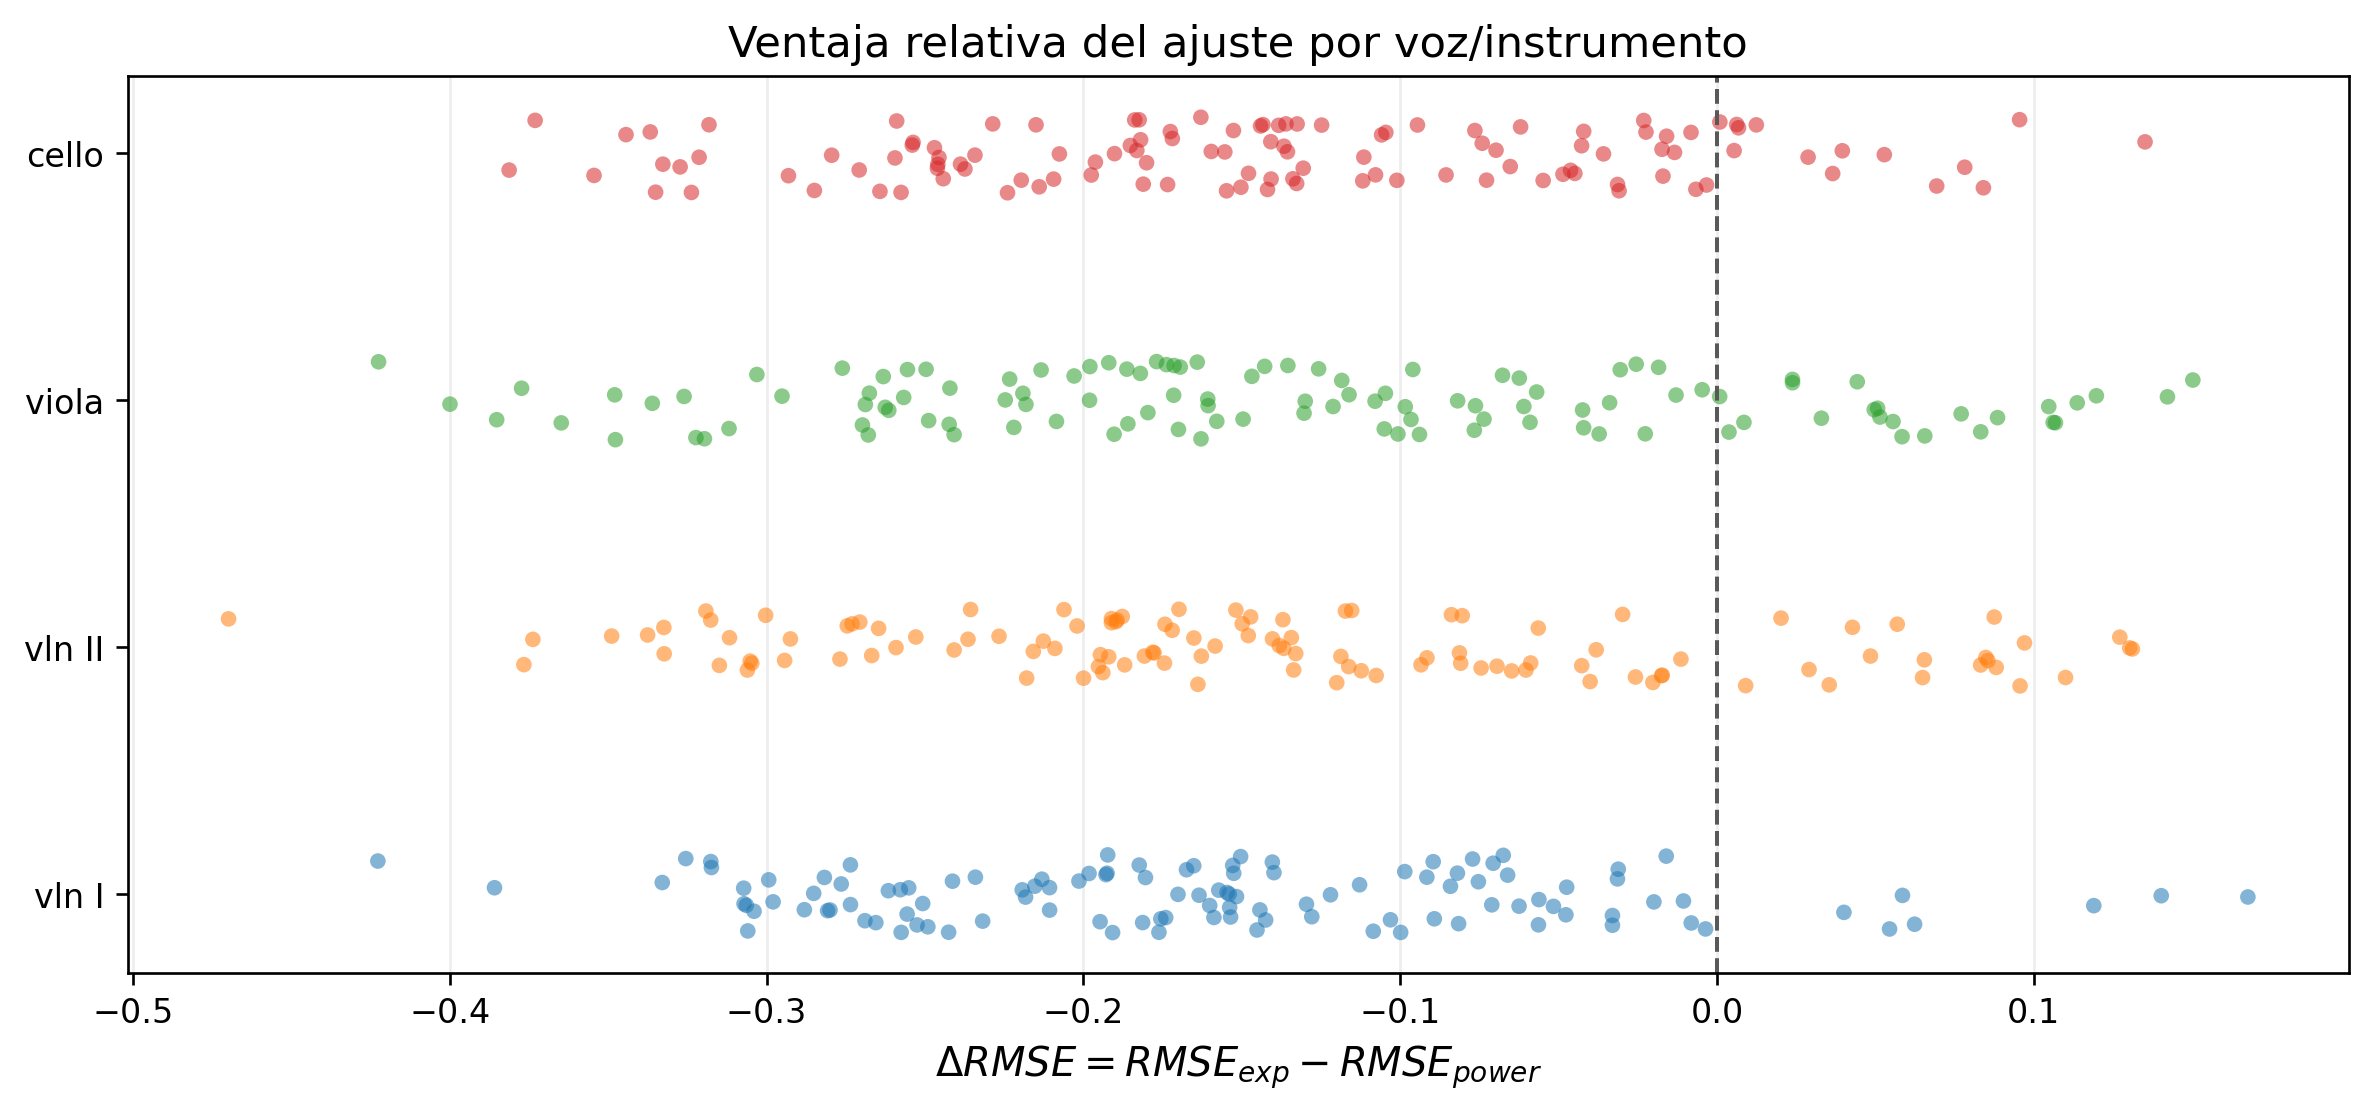 Ventaja relativa del ajuste por voz/instrumento
cello
viola
vln II
vln I
−0.5 −0.4 −0.3 −0.2 −0.1 0.0 0.1
ΔRMSE = RMSE_exp − RMSE_power